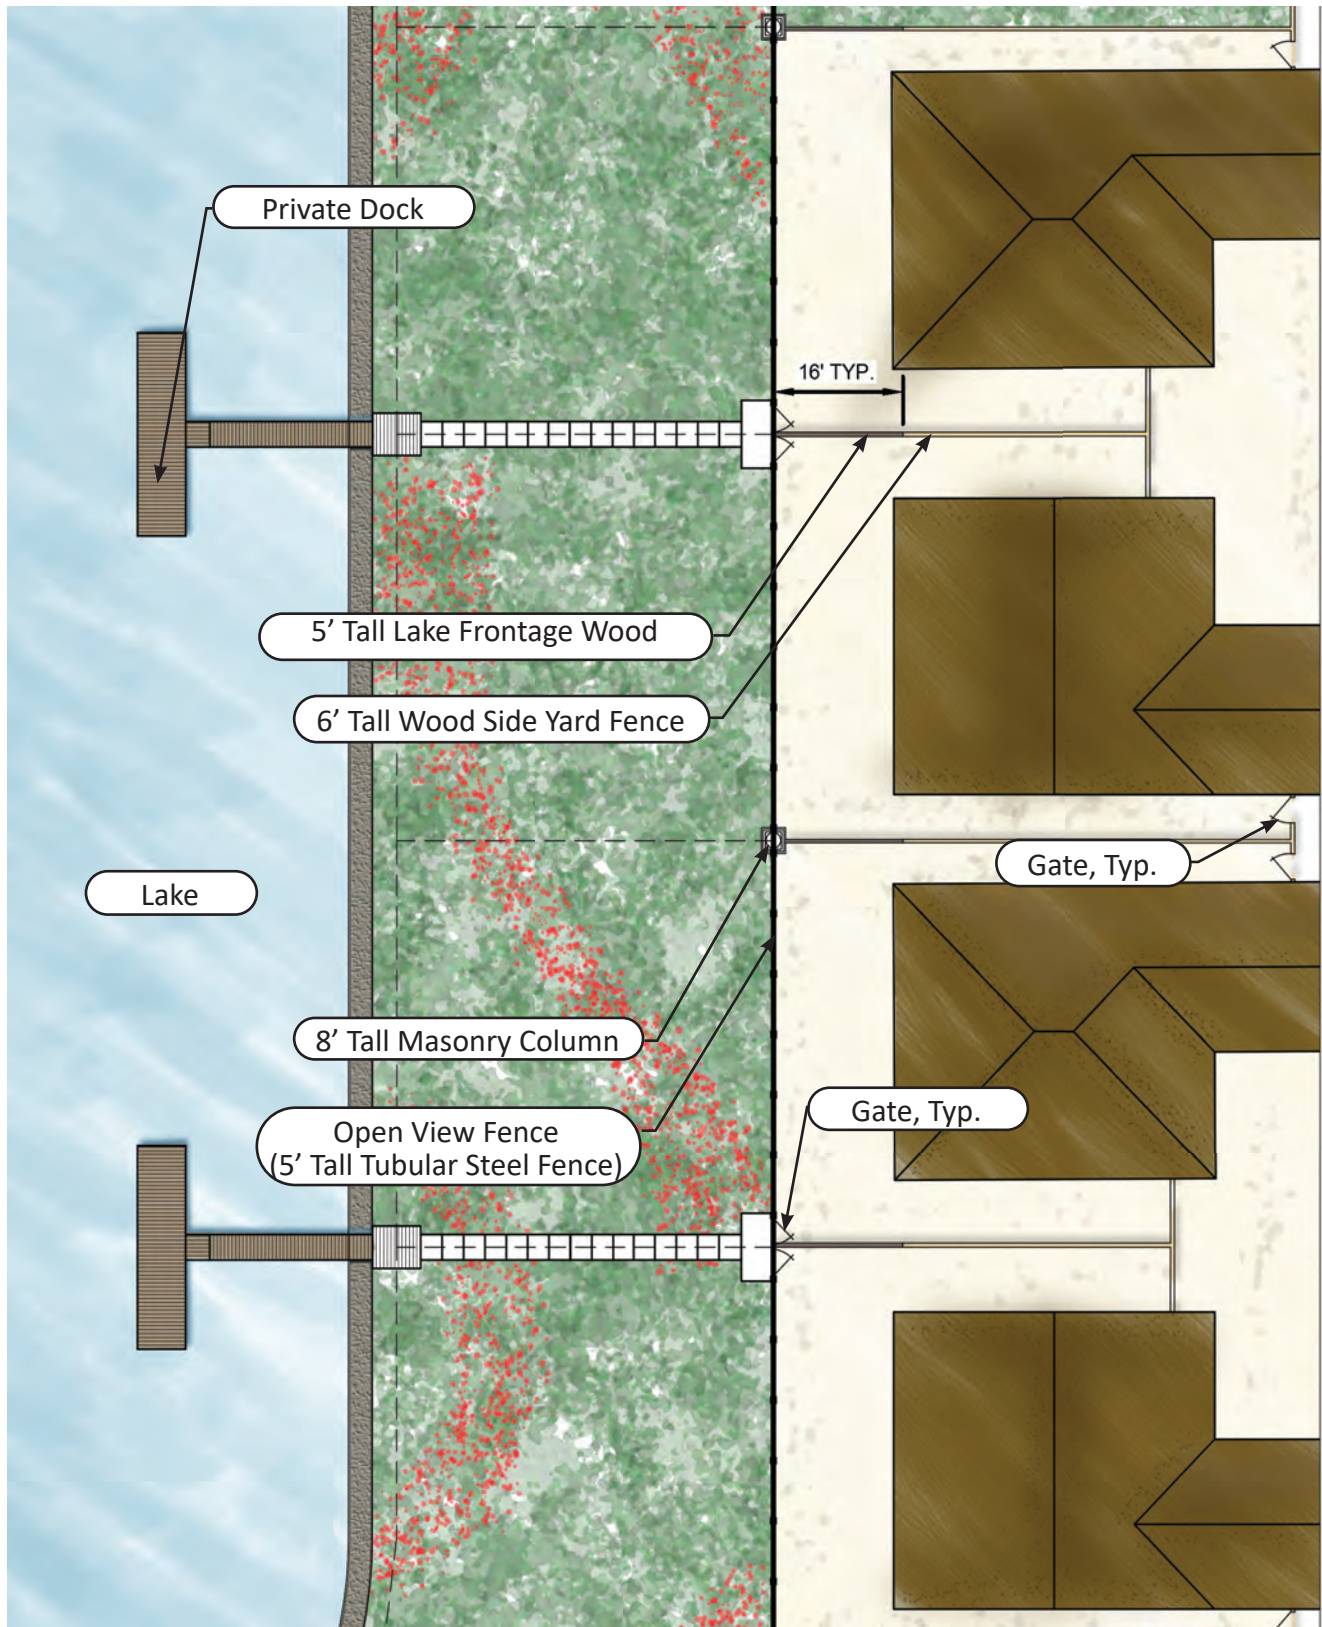 Private Dock
16' TYP.
5’ Tall Lake Frontage Wood
6’ Tall Wood Side Yard Fence
Gate, Typ.
Lake
8’ Tall Masonry Column
Gate, Typ.
Open View Fence
(5’ Tall Tubular Steel Fence)